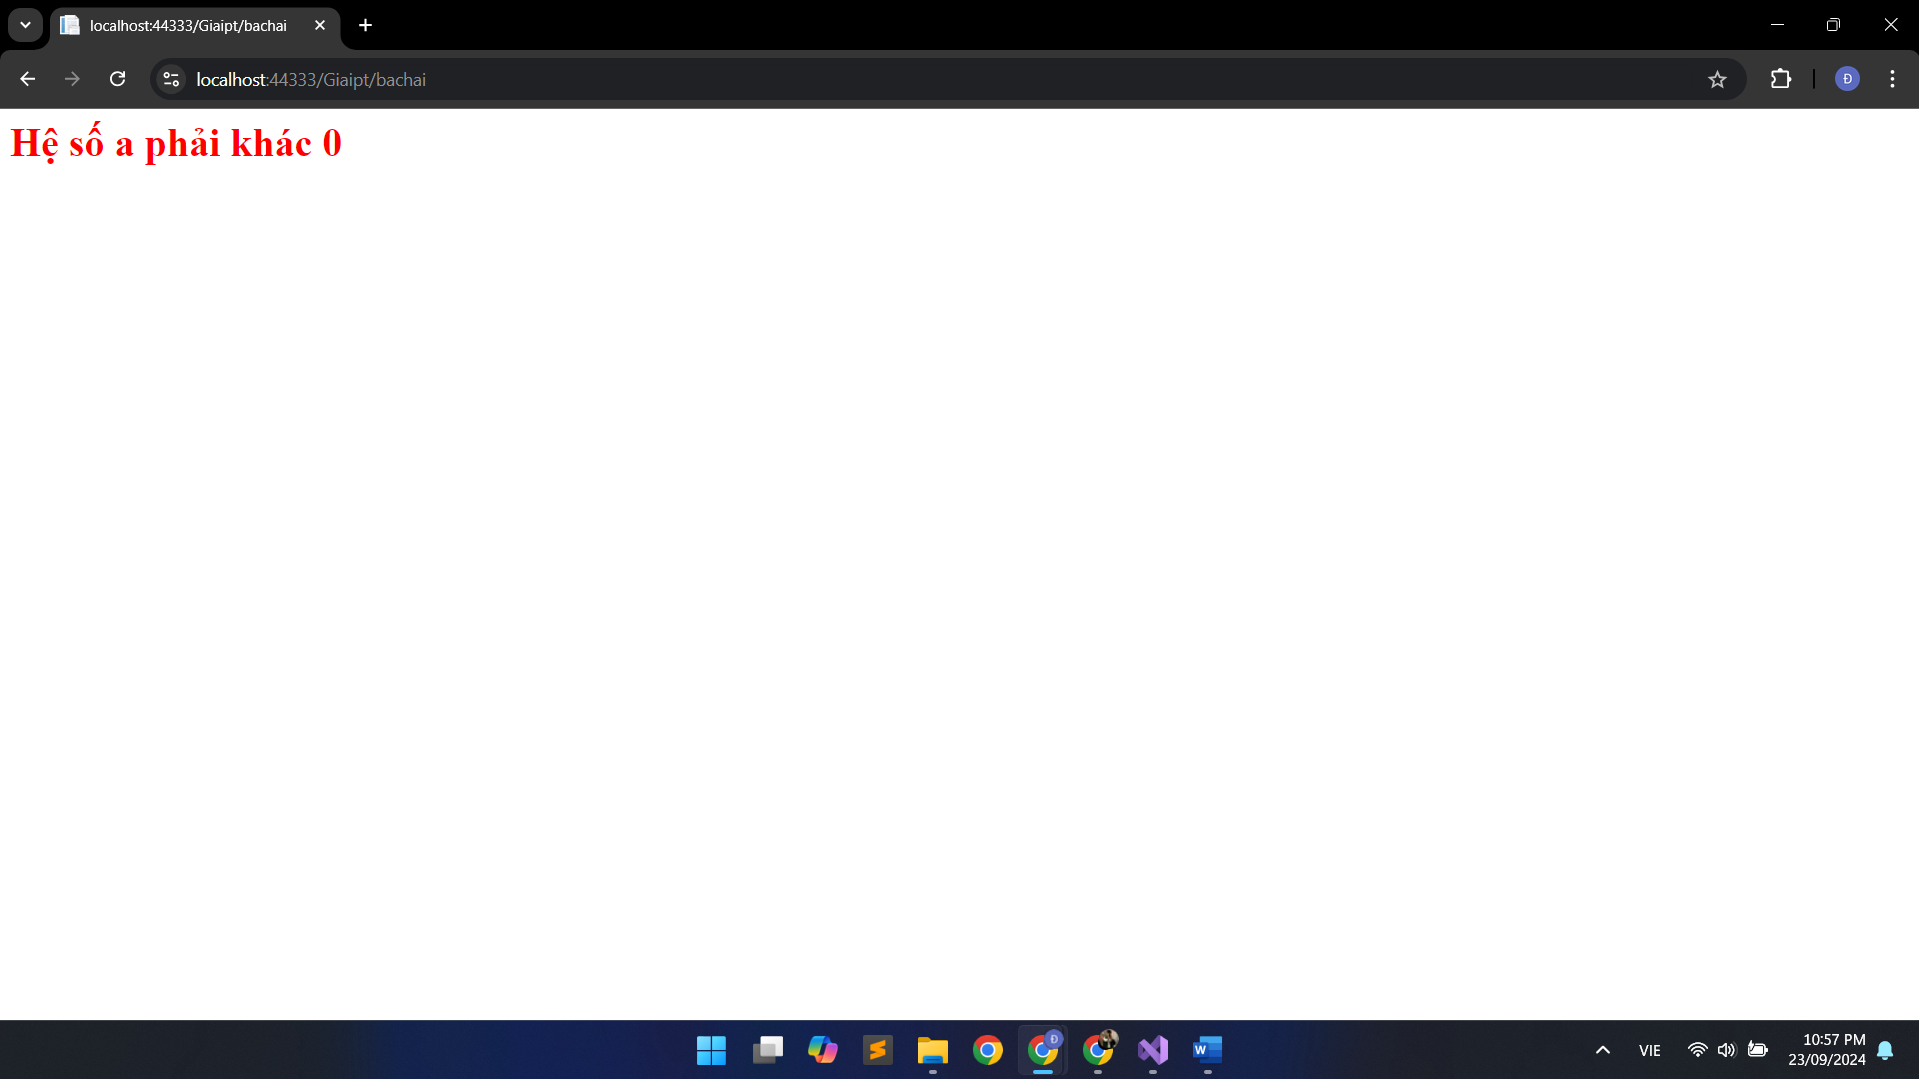 localhost:44333/Giaipt/bachai
localhost:44333/Giaipt/bachai
Đ
Hệ số a phải khác 0
Đ
W
VIE
10:57 PM
23/09/2024